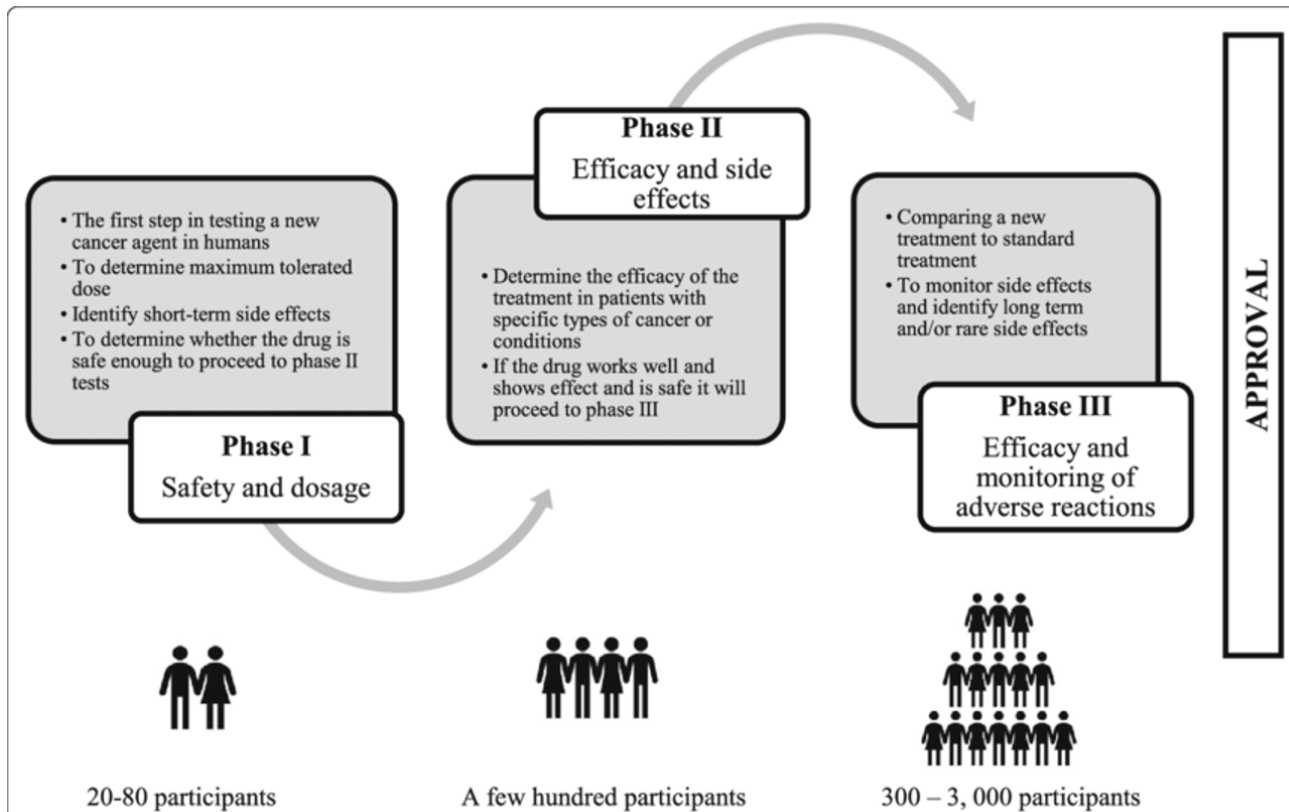 • The first step in testing a new
cancer agent in humans
• To determine maximum tolerated
dose
• Identify short-term side effects
• To determine whether the drug is
safe enough to proceed to phase II
tests
Phase I
Safety and dosage
20-80 participants
Phase II
Efficacy and side
effects
• Determine the efficacy of the
treatment in patients with
specific types of cancer or
conditions
• If the drug works well and
shows effect and is safe it will
proceed to phase III
A few hundred participants
• Comparing a new
treatment to standard
treatment
• To monitor side effects
and identify long term
and/or rare side effects
Phase III
Efficacy and
monitoring of
adverse reactions
300 – 3, 000 participants
APPROVAL